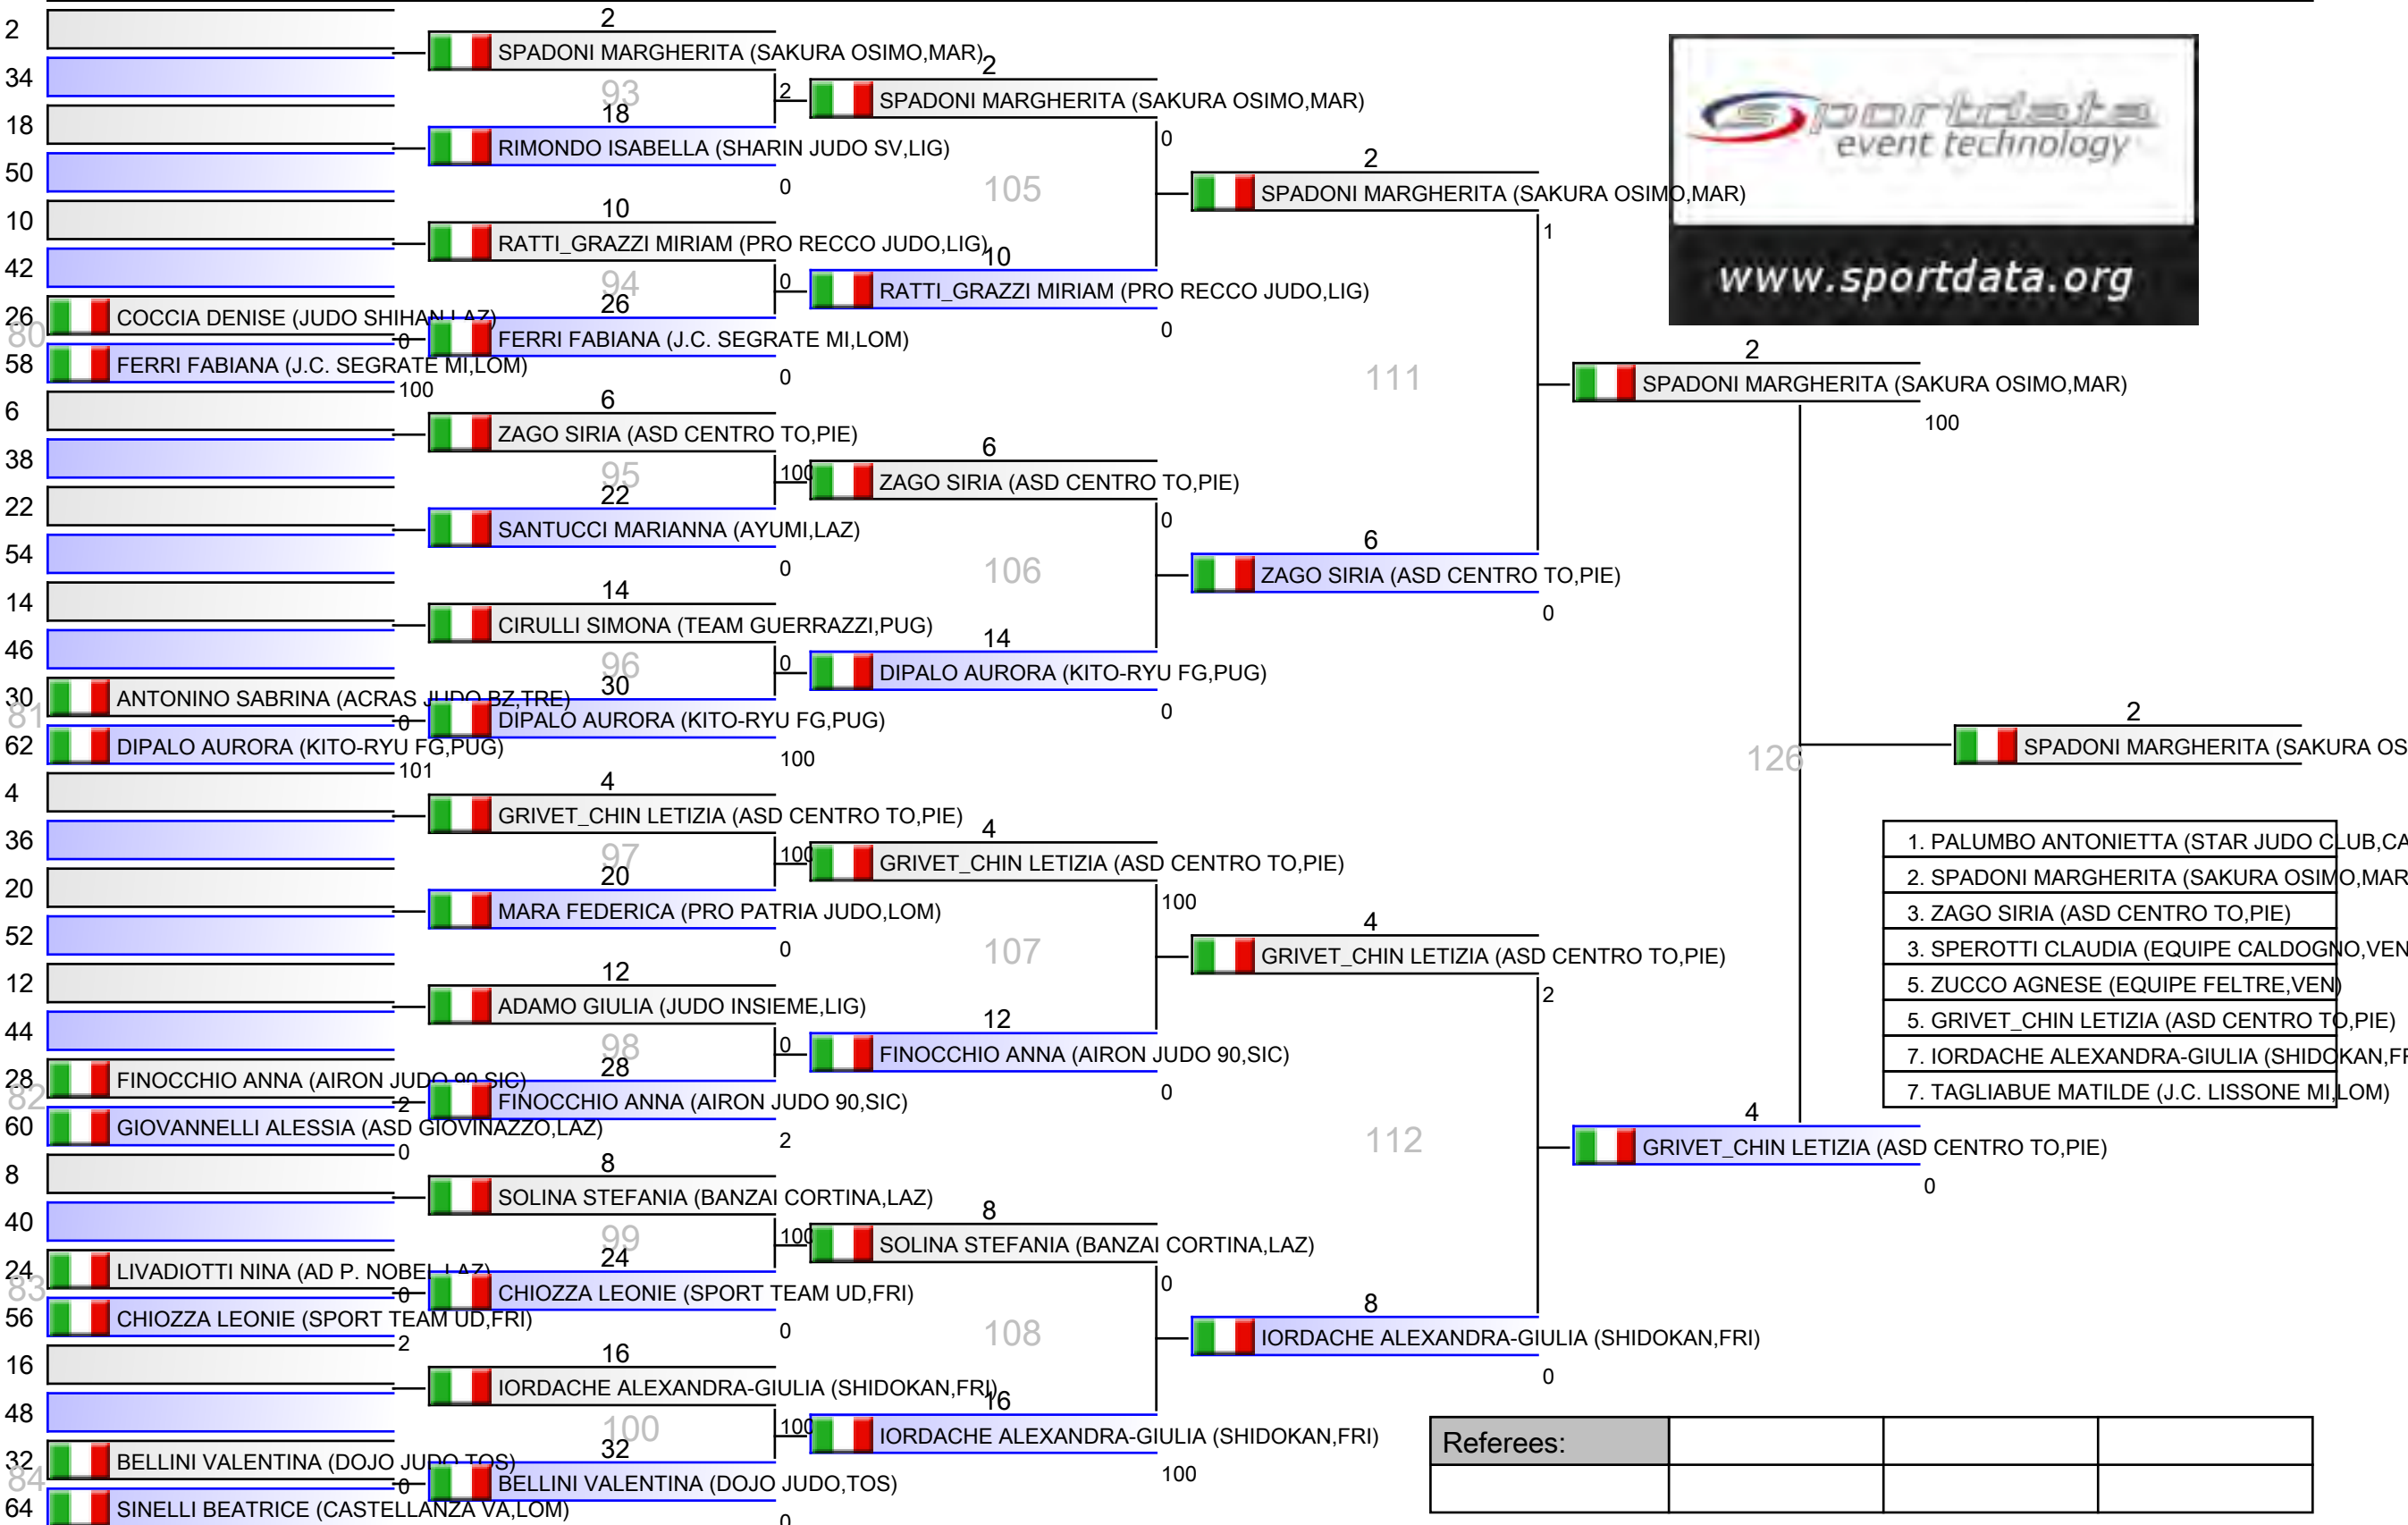 2
34
18
50
10
42
26
80
58
6
38
22
54
14
46
30
81
62
4
36
20
52
12
44
28
82
60
8
40
24
83
56
16
48
32
84
64
COCCIA DENISE (JUDO SHIHAN,LAZ)
0
FERRI FABIANA (J.C. SEGRATE MI,LOM)
100
ANTONINO SABRINA (ACRAS JUDO BZ,TRE)
0
DIPALO AURORA (KITO-RYU FG,PUG)
101
FINOCCHIO ANNA (AIRON JUDO 90,SIC)
2
GIOVANNELLI ALESSIA (ASD GIOVINAZZO,LAZ)
0
LIVADIOTTI NINA (AD P. NOBEL,LAZ)
0
CHIOZZA LEONIE (SPORT TEAM UD,FRI)
2
BELLINI VALENTINA (DOJO JUDO,TOS)
0
SINELLI BEATRICE (CASTELLANZA VA,LOM)
2
SPADONI MARGHERITA (SAKURA OSIMO,MAR)
93
2
18
RIMONDO ISABELLA (SHARIN JUDO SV,LIG)
0
10
RATTI_GRAZZI MIRIAM (PRO RECCO JUDO,LIG)
94
0
26
FERRI FABIANA (J.C. SEGRATE MI,LOM)
0
6
ZAGO SIRIA (ASD CENTRO TO,PIE)
95
100
22
SANTUCCI MARIANNA (AYUMI,LAZ)
0
14
CIRULLI SIMONA (TEAM GUERRAZZI,PUG)
96
0
30
DIPALO AURORA (KITO-RYU FG,PUG)
100
4
GRIVET_CHIN LETIZIA (ASD CENTRO TO,PIE)
97
100
20
MARA FEDERICA (PRO PATRIA JUDO,LOM)
0
12
ADAMO GIULIA (JUDO INSIEME,LIG)
98
0
28
FINOCCHIO ANNA (AIRON JUDO 90,SIC)
2
8
SOLINA STEFANIA (BANZAI CORTINA,LAZ)
99
100
24
CHIOZZA LEONIE (SPORT TEAM UD,FRI)
0
16
IORDACHE ALEXANDRA-GIULIA (SHIDOKAN,FRI)
100
100
32
BELLINI VALENTINA (DOJO JUDO,TOS)
0
2
SPADONI MARGHERITA (SAKURA OSIMO,MAR)
0
105
10
RATTI_GRAZZI MIRIAM (PRO RECCO JUDO,LIG)
0
6
ZAGO SIRIA (ASD CENTRO TO,PIE)
0
106
14
DIPALO AURORA (KITO-RYU FG,PUG)
0
4
GRIVET_CHIN LETIZIA (ASD CENTRO TO,PIE)
100
107
12
FINOCCHIO ANNA (AIRON JUDO 90,SIC)
0
8
SOLINA STEFANIA (BANZAI CORTINA,LAZ)
0
108
16
IORDACHE ALEXANDRA-GIULIA (SHIDOKAN,FRI)
100
2
SPADONI MARGHERITA (SAKURA OSIMO,MAR)
1
111
6
ZAGO SIRIA (ASD CENTRO TO,PIE)
0
4
GRIVET_CHIN LETIZIA (ASD CENTRO TO,PIE)
2
112
8
IORDACHE ALEXANDRA-GIULIA (SHIDOKAN,FRI)
0
2
SPADONI MARGHERITA (SAKURA OSIMO,MAR)
100
126
4
GRIVET_CHIN LETIZIA (ASD CENTRO TO,PIE)
0
sportdata
event technology
www.sportdata.org
2
SPADONI MARGHERITA (SAKURA OS
1. PALUMBO ANTONIETTA (STAR JUDO CLUB,CA
2. SPADONI MARGHERITA (SAKURA OSIMO,MAR
3. ZAGO SIRIA (ASD CENTRO TO,PIE)
3. SPEROTTI CLAUDIA (EQUIPE CALDOGNO,VEN
5. ZUCCO AGNESE (EQUIPE FELTRE,VEN)
5. GRIVET_CHIN LETIZIA (ASD CENTRO TO,PIE)
7. IORDACHE ALEXANDRA-GIULIA (SHIDOKAN,FR
7. TAGLIABUE MATILDE (J.C. LISSONE MI,LOM)
Referees: